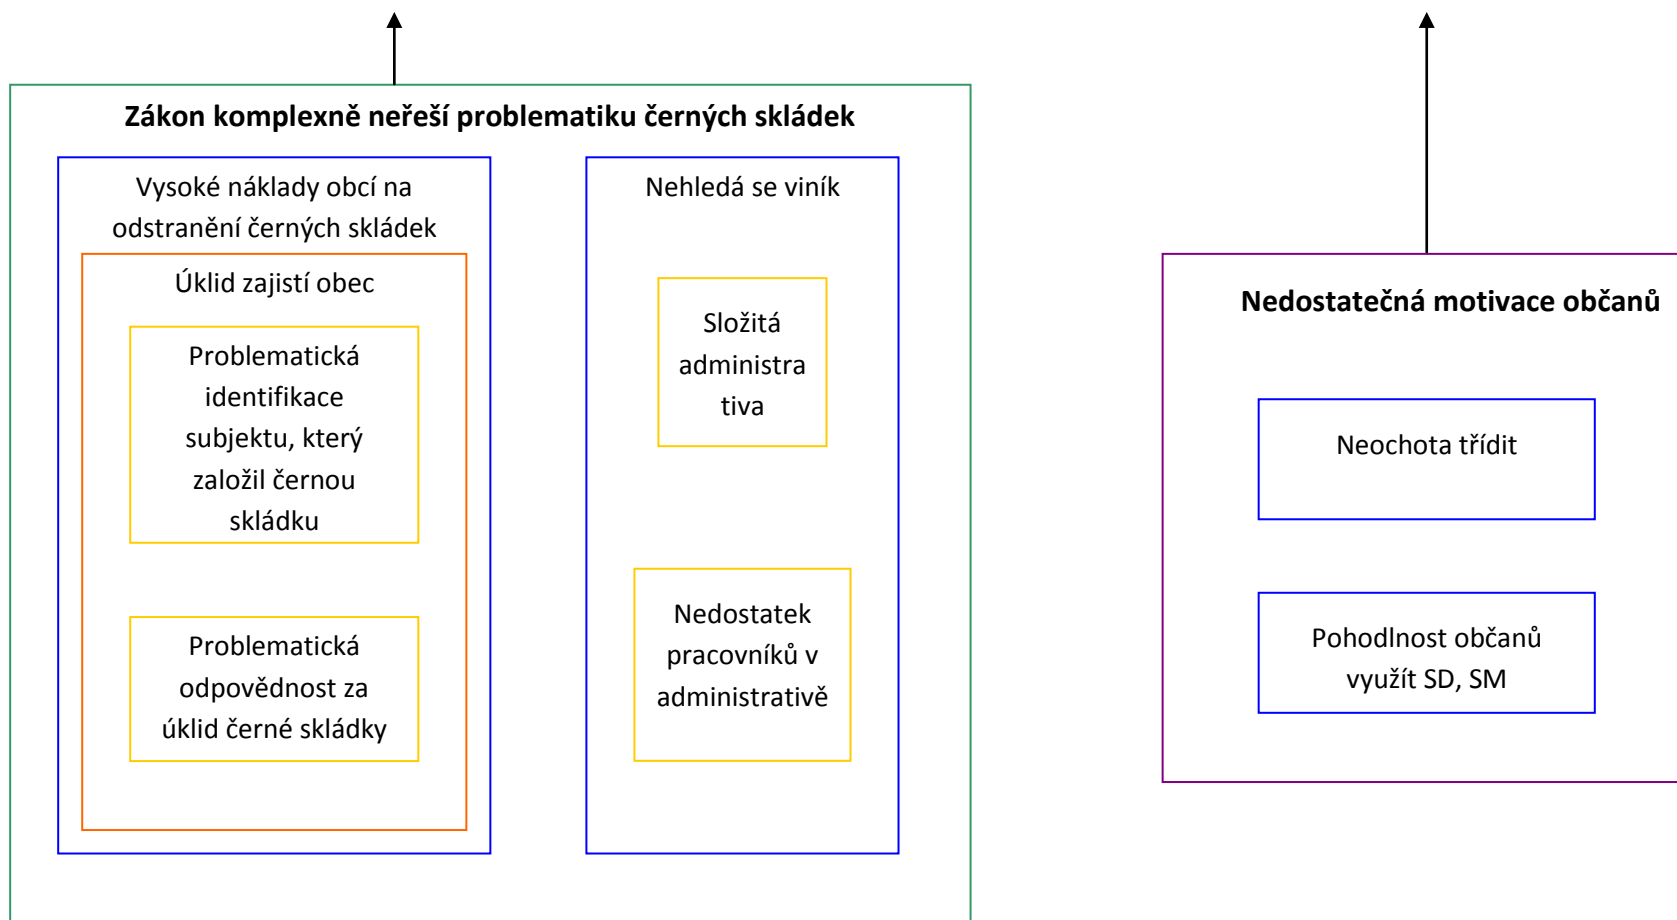 Zákon komplexně neřeší problematiku černých skládek
Vysoké náklady obcí na
odstranění černých skládek
Úklid zajistí obec
Problematická
identifikace
subjektu, který
založil černou
skládku
Problematická
odpovědnost za
úklid černé skládky
Nehledá se viník
Složitá
administra
tiva
Nedostatek
pracovníků v
administrativě
Nedostatečná motivace občanů
Neochota třídit
Pohodlnost občanů
využít SD, SM